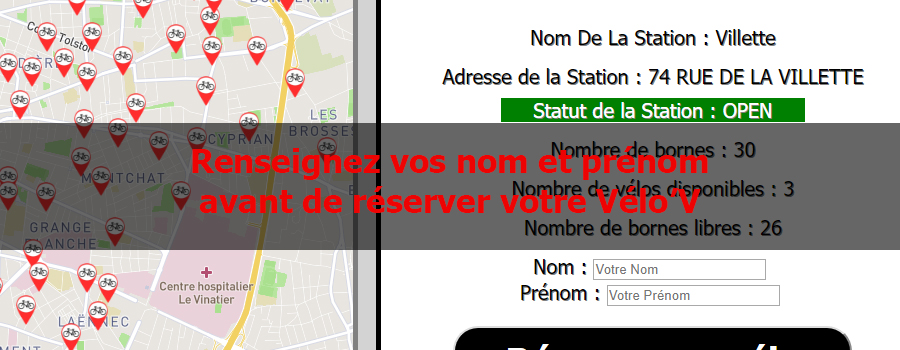 Cours Tolstoï
LES
BROSSES
CYPRIAN
MONTCHAT
GRANGE
BLANCHE
Centre hospitalier
Le Vinatier
LAËNNEC
Nom De La Station : Villette
Adresse de la Station : 74 RUE DE LA VILLETTE
Statut de la Station : OPEN
Nombre de bornes : 30
Nombre de vélos disponibles : 3
Nombre de bornes libres : 26
Renseignez vos nom et prénom
avant de réserver votre Vélo'V
Nom : Votre Nom
Prénom : Votre Prénom